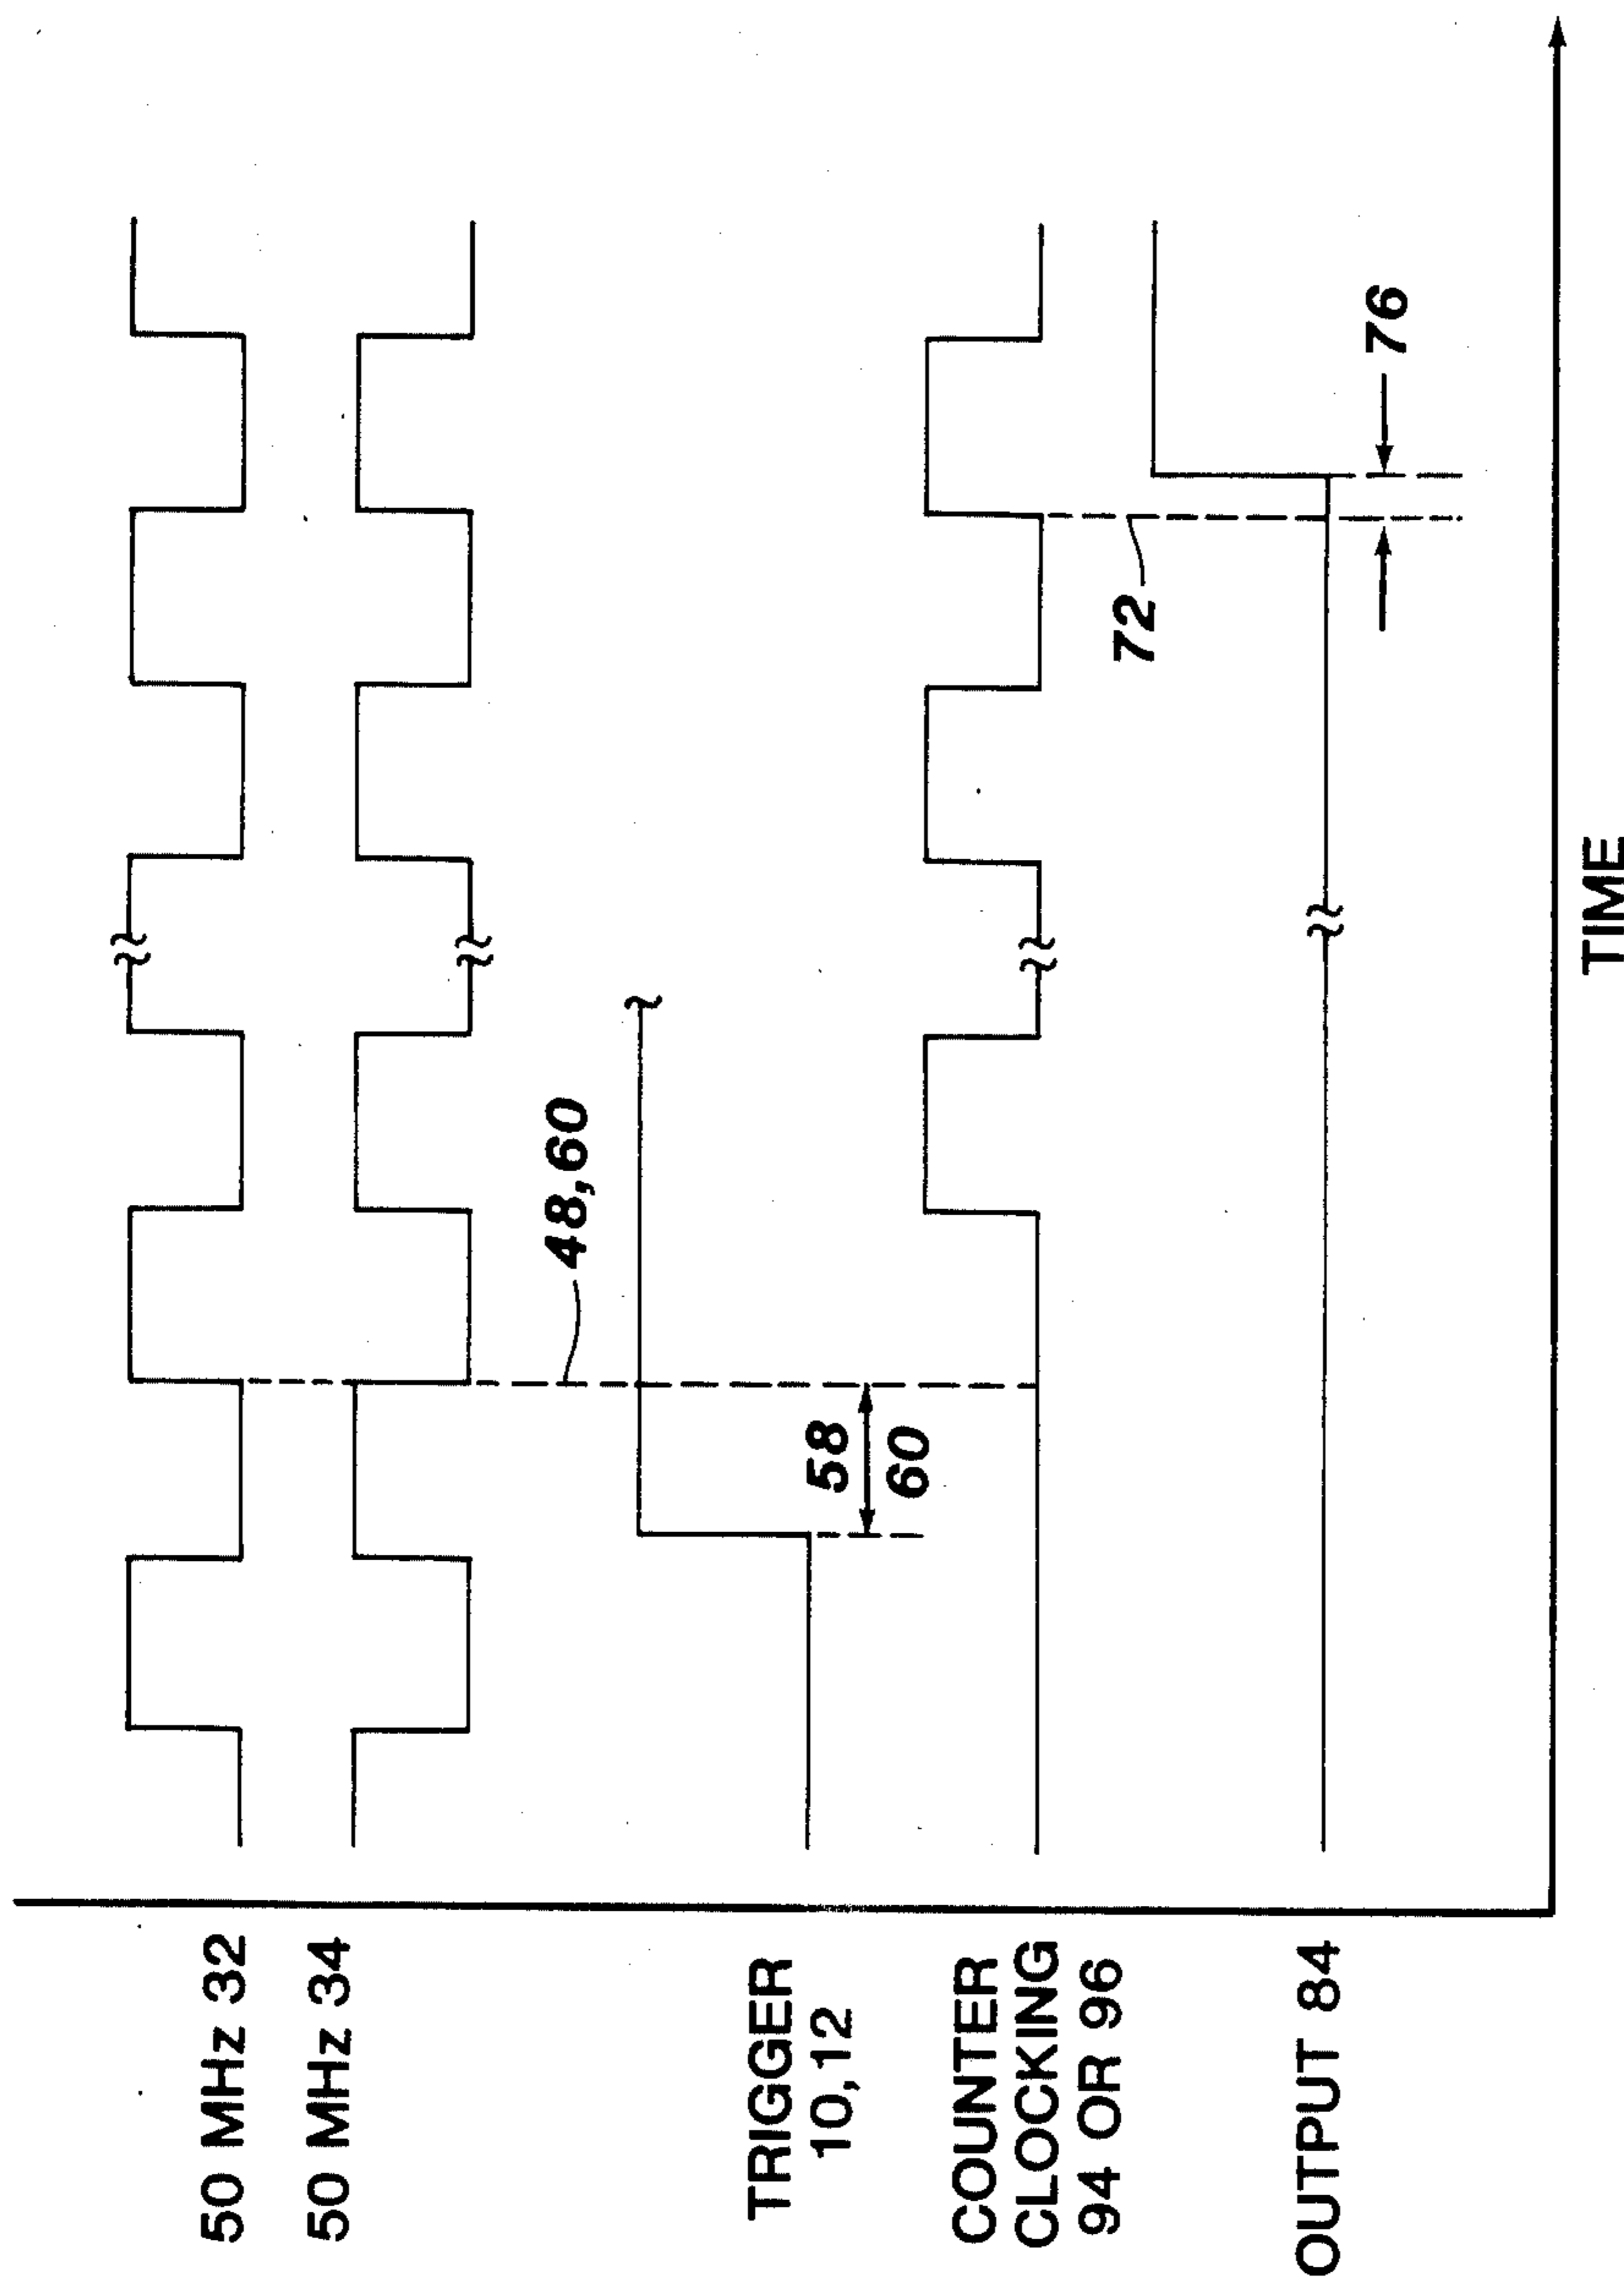 50 MHz 32
50 MHz 34
48,60
TRIGGER
10,12
58
60
COUNTER
CLOCKING
94 OR 96
72
OUTPUT 84
76
TIME